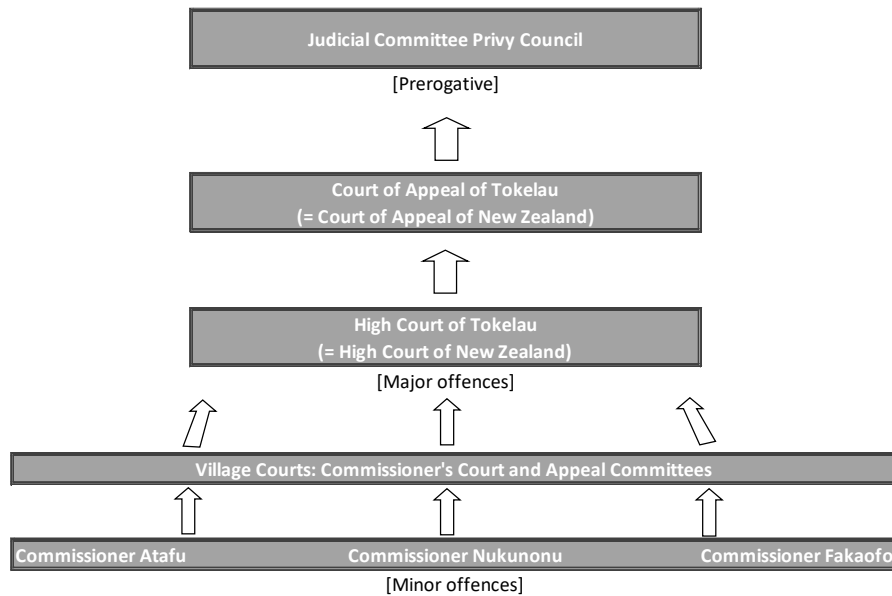 Judicial Committee Privy Council
[Prerogative]
Court of Appeal of Tokelau
(= Court of Appeal of New Zealand)
High Court of Tokelau
(= High Court of New Zealand)
[Major offences]
Village Courts: Commissioner's Court and Appeal Committees
Commissioner Atafu Commissioner Nukunonu Commissioner Fakaofo
[Minor offences]